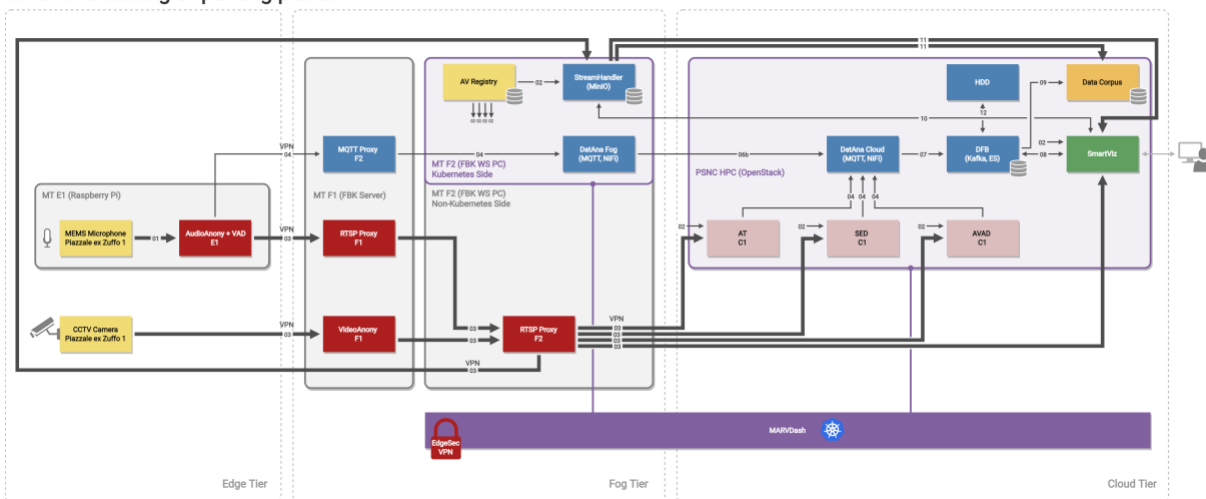 11
11
AV Registry
02
StreamHandler
(MinIO)
02 02 02 02
HDD
09
Data Corpus
12
10
VPN
04
MQTT Proxy
F2
04
DatAna Fog
(MQTT, NiFi)
06b
DatAna Cloud
(MQTT, NiFi)
07
DFB
(Kafka, ES)
02
08
SmartViz
MT F2 (FBK WS PC)
Kubernetes Side
PSNC HPC (OpenStack)
MT E1 (Raspberry Pi)
MT F1 (FBK Server)
MT F2 (FBK WS PC)
Non-Kubernetes Side
04
04
04
MEMS Microphone
Piazzale ex Zuffo 1
01
AudioAnony + VAD
E1
VPN
03
RTSP Proxy
F1
02
AT
C1
02
SED
C1
02
AVAD
C1
CCTV Camera
Piazzale ex Zuffo 1
VPN
03
VideoAnony
F1
03
03
RTSP Proxy
F2
VPN
03
03
03
03
VPN
03
EdgeSec
VPN
MARVDash
Edge Tier
Fog Tier
Cloud Tier